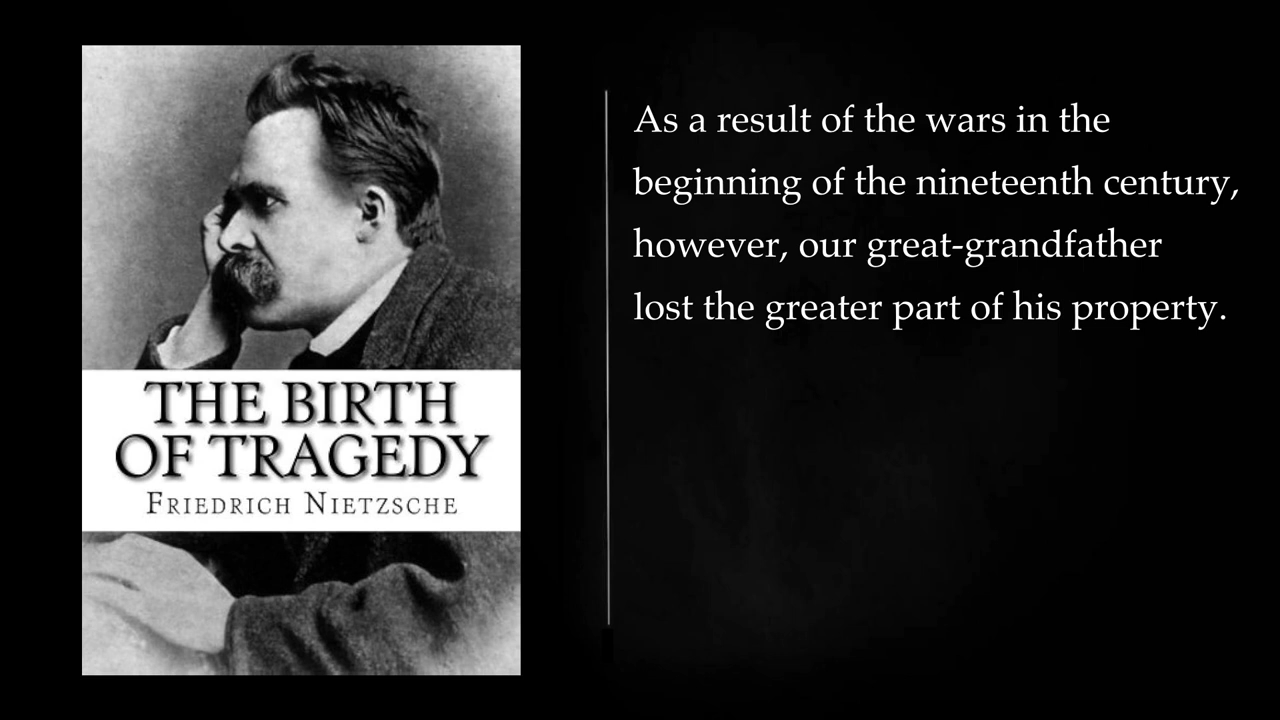 THE BIRTH
OF TRAGEDY
FRIEDRICH NIETZSCHE
As a result of the wars in the
beginning of the nineteenth century,
however, our great-grandfather
lost the greater part of his property.